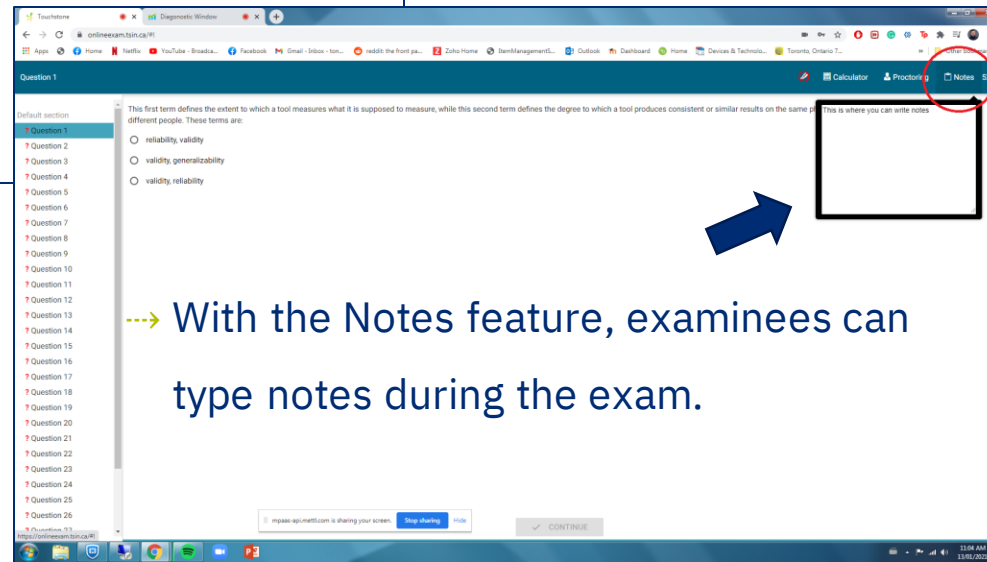 Touchstone
Diagonostic Window
onlineexam.tsin.ca/#!
Apps
Home
Netflix
YouTube - Broadca...
Facebook
Gmail - Inbox - ton...
reddit: the front pa...
Zoho Home
ItemManagementS...
Outlook
Dashboard
Home
Devices & Technolo...
Toronto, Ontario 7...
»
Question 1
Calculator
Proctoring
Notes
Default section
? Question 1
? Question 2
? Question 3
? Question 4
? Question 5
? Question 6
? Question 7
? Question 8
? Question 9
? Question 10
? Question 11
? Question 12
? Question 13
? Question 14
? Question 15
? Question 16
? Question 17
? Question 18
? Question 19
? Question 20
? Question 21
? Question 22
? Question 23
? Question 24
? Question 25
? Question 26
https://onlineexam.tsin.ca/#!
This first term defines the extent to which a tool measures what it is supposed to measure, while this second term defines the degree to which a tool produces consistent or similar results on the same
different people. These terms are:
reliability, validity
validity, generalizability
validity, reliability
This is where you can write notes
With the Notes feature, examinees can
type notes during the exam.
mpaas-api.mettl.com is sharing your screen.
Stop sharing
Hide
CONTINUE
11:04 AM